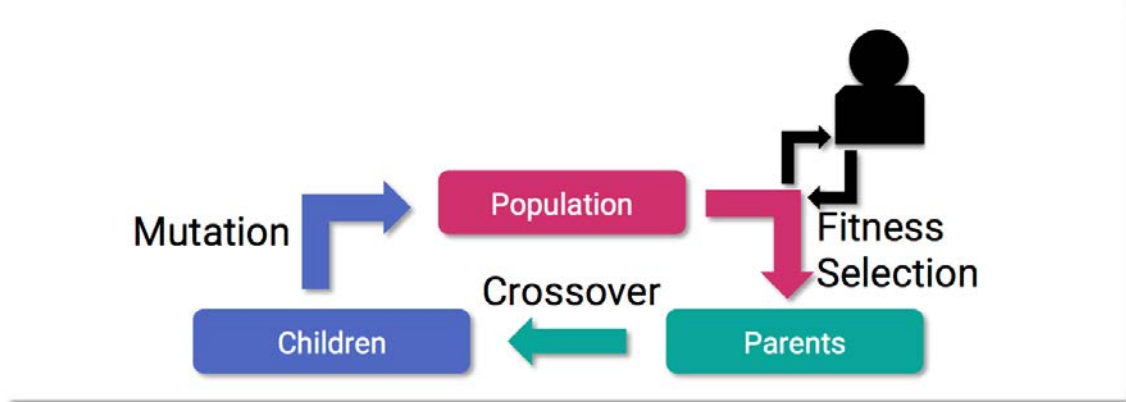 Population
Mutation
Fitness
Selection
Crossover
Children
Parents